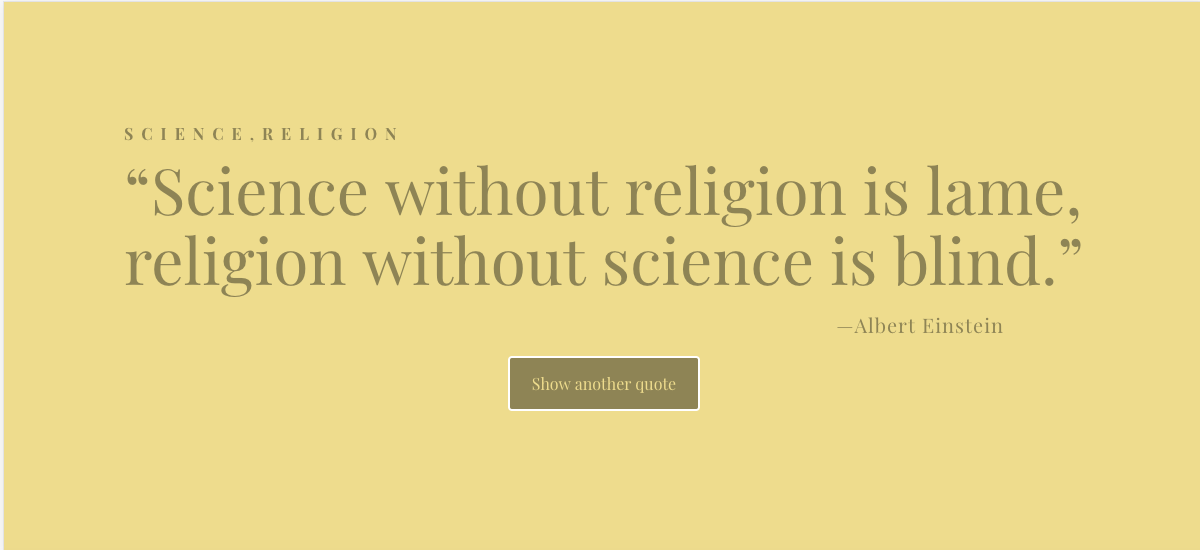 SCIENCE,RELIGION
“Science without religion is lame,
religion without science is blind.”
—Albert Einstein
Show another quote